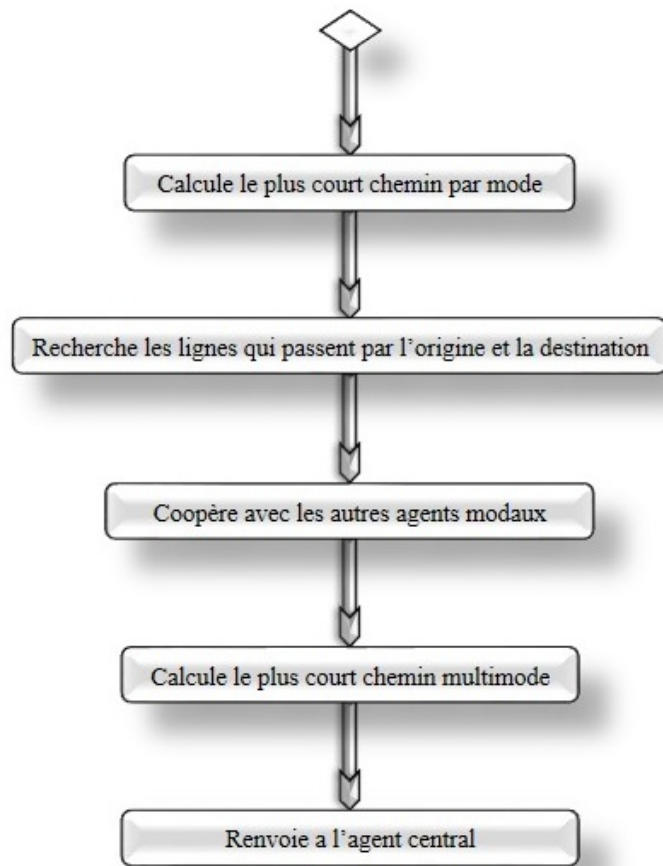 Calcule le plus court chemin par mode
Recherche les lignes qui passent par l’origine et la destination
Coopère avec les autres agents modaux
Calcule le plus court chemin multimode
Renvoie a l’agent central